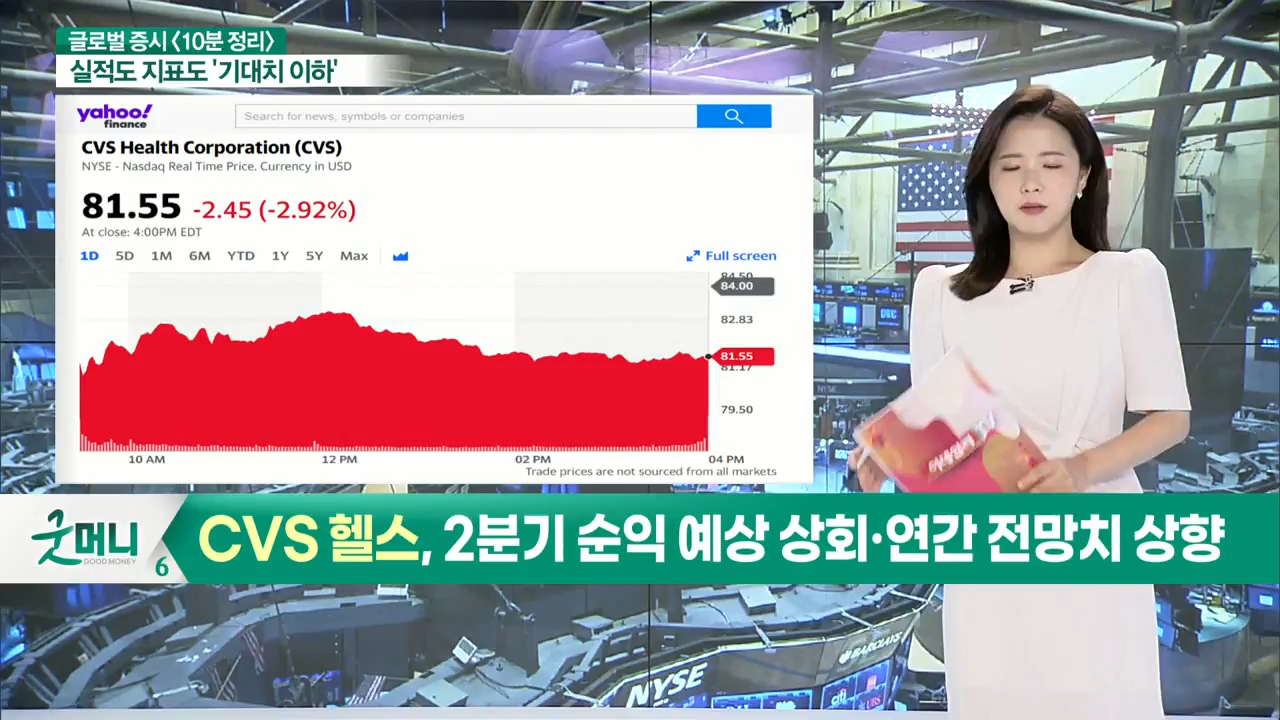 글로벌 증시 <10분 정리>
실적도 지표도 '기대치 이하'
yahoo!
finance
Search for news, symbols or companies
CVS Health Corporation (CVS)
NYSE - Nasdaq Real Time Price. Currency in USD
81.55 -2.45 (-2.92%)
At close: 4:00PM EDT
1D 5D 1M 6M YTD 1Y 5Y Max
Full screen
84.50
84.00
82.83
81.55
81.17
79.50
10 AM 12 PM 02 PM 04 PM
Trade prices are not sourced from all markets
굿머니
GOOD MONEY
6
CVS 헬스, 2분기 순익 예상 상회·연간 전망치 상향
NYSE
BARCLAYS
citi
UBS